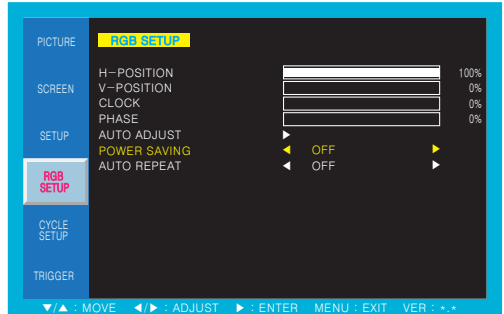 PICTURE
SCREEN
SETUP
RGB
SETUP
CYCLE
SETUP
TRIGGER
RGB SETUP
H-POSITION 100%
V-POSITION 0%
CLOCK 0%
PHASE 0%
AUTO ADJUST ▶
POWER SAVING ◀ OFF ▶
AUTO REPEAT ◀ OFF ▶
▼/▲ : MOVE ◀/▶ : ADJUST ▶ : ENTER MENU : EXIT VER : *.*